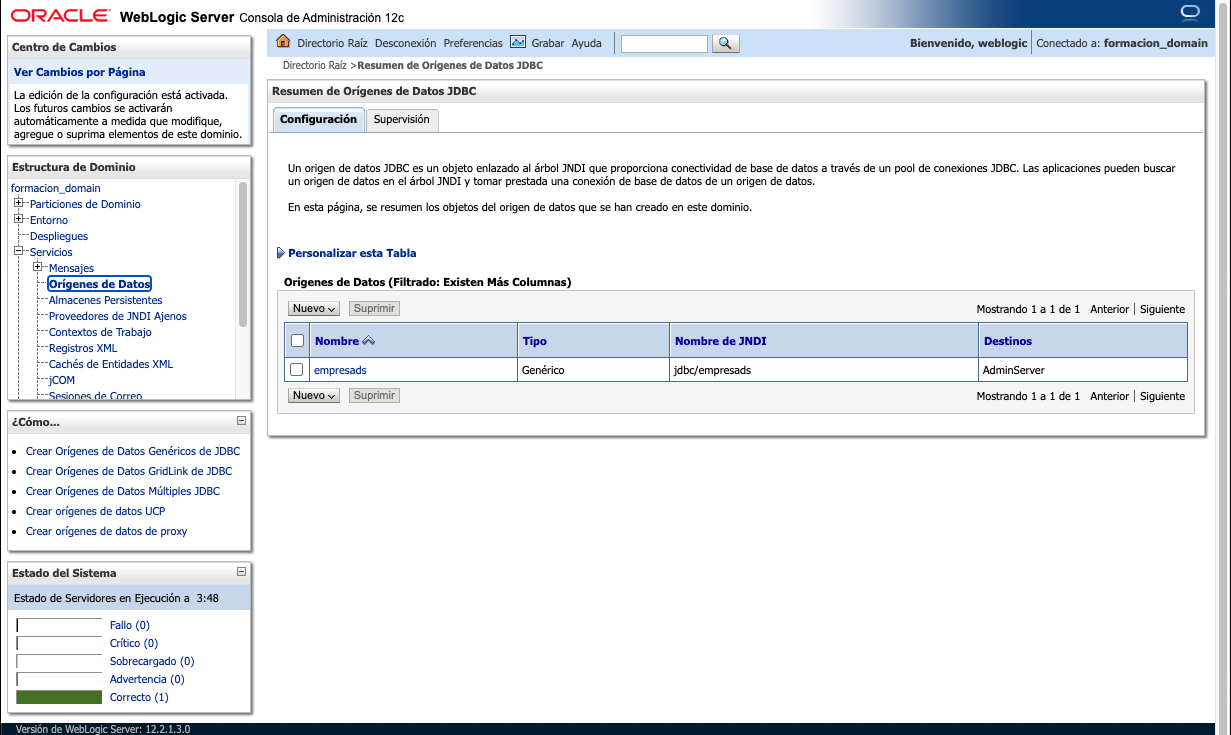 ORACLE® WebLogic Server Consola de Administración 12c
Centro de Cambios
Ver Cambios por Página
La edición de la configuración está activada.
Los futuros cambios se activarán
automáticamente a medida que modifique,
agregue o suprima elementos de este dominio.
Estructura de Dominio
formacion_domain
Particiones de Dominio
Entorno
Despliegues
Servicios
Mensajes
Orígenes de Datos
Almacenes Persistentes
Proveedores de JNDI Ajenos
Contextos de Trabajo
Registros XML
Cachés de Entidades XML
jCOM
Sesiones de Correo
¿Cómo...
Crear Orígenes de Datos Genéricos de JDBC
Crear Orígenes de Datos GridLink de JDBC
Crear Orígenes de Datos Múltiples JDBC
Crear orígenes de datos UCP
Crear orígenes de datos de proxy
Estado del Sistema
Estado de Servidores en Ejecución a 3:48
Fallo (0)
Crítico (0)
Sobrecargado (0)
Advertencia (0)
Correcto (1)
Directorio Raíz Desconexión Preferencias Grabar Ayuda
Bienvenido, weblogic Conectado a: formacion_domain
Directorio Raíz >Resumen de Orígenes de Datos JDBC
Resumen de Orígenes de Datos JDBC
Configuración Supervisión
Un origen de datos JDBC es un objeto enlazado al árbol JNDI que proporciona conectividad de base de datos a través de un pool de conexiones JDBC. Las aplicaciones pueden buscar
un origen de datos en el árbol JNDI y tomar prestada una conexión de base de datos de un origen de datos.
En esta página, se resumen los objetos del origen de datos que se han creado en este dominio.
Personalizar esta Tabla
Orígenes de Datos (Filtrado: Existen Más Columnas)
Nuevo Suprimir Mostrando 1 a 1 de 1 Anterior | Siguiente
Nombre Tipo Nombre de JNDI Destinos
empresads Genérico jdbc/empresads AdminServer
Nuevo Suprimir Mostrando 1 a 1 de 1 Anterior | Siguiente
Versión de WebLogic Server: 12.2.1.3.0